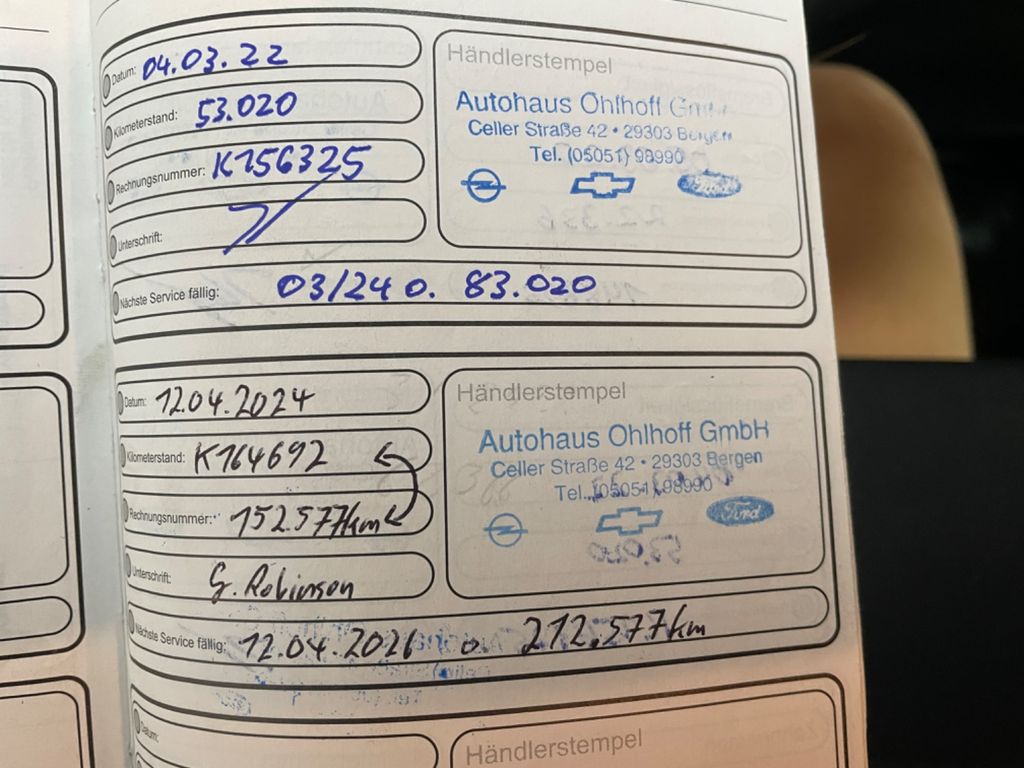 Datum: 04.03.22
Kilometerstand: 53.020
Rechnungsnummer: K156325
Unterschrift:
Händlerstempel
Autohaus Ohlhoff GmbH
Celler Straße 42 • 29303 Bergen
Tel. (05051) 98990
Nächste Service fällig: 03/24 o. 83.020
Datum: 12.04.2024
Kilometerstand: K164692
Rechnungsnummer: 152.577km
Unterschrift: G. Robinson
Händlerstempel
Autohaus Ohlhoff GmbH
Celler Straße 42 • 29303 Bergen
Tel. (05051) 98990
Ford
Nächste Service fällig: 12.04.2026 o. 212.577km
Datum:
Händlerstempel